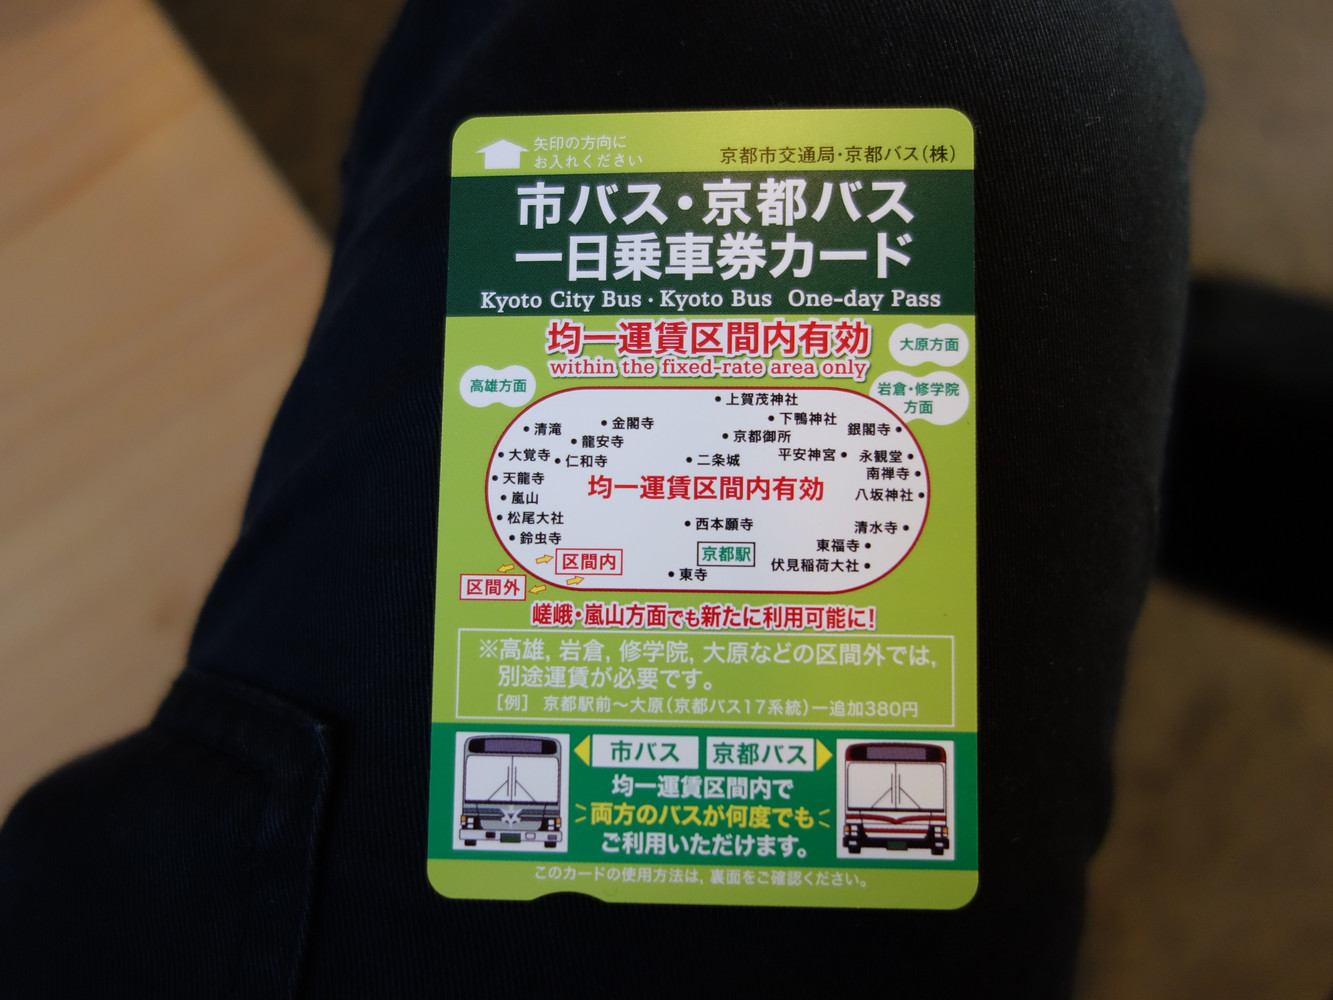 矢印の方向に
お入れください
京都市交通局・京都バス(株)
市バス・京都バス
一日乗車券カード
Kyoto City Bus・Kyoto Bus One-day Pass
均一運賃区間内有効
within the fixed-rate area only
大原方面
高雄方面
岩倉・修学院
方面
上賀茂神社
下鴨神社
金閣寺
清滝
銀閣寺
京都御所
龍安寺
大覚寺
仁和寺
二条城
平安神宮
永観堂
南禅寺
天龍寺
均一運賃区間内有効
嵐山
八坂神社
松尾大社
西本願寺
清水寺
鈴虫寺
東福寺
京都駅
区間内
伏見稲荷大社
東寺
区間外
嵯峨・嵐山方面でも新たに利用可能に!
※高雄, 岩倉, 修学院, 大原などの区間外では,
別途運賃が必要です。
[例] 京都駅前〜大原(京都バス17系統)ー追加380円
市バス 京都バス
均一運賃区間内で
両方のバスが何度でも
ご利用いただけます。
このカードの使用方法は, 裏面をご確認ください。